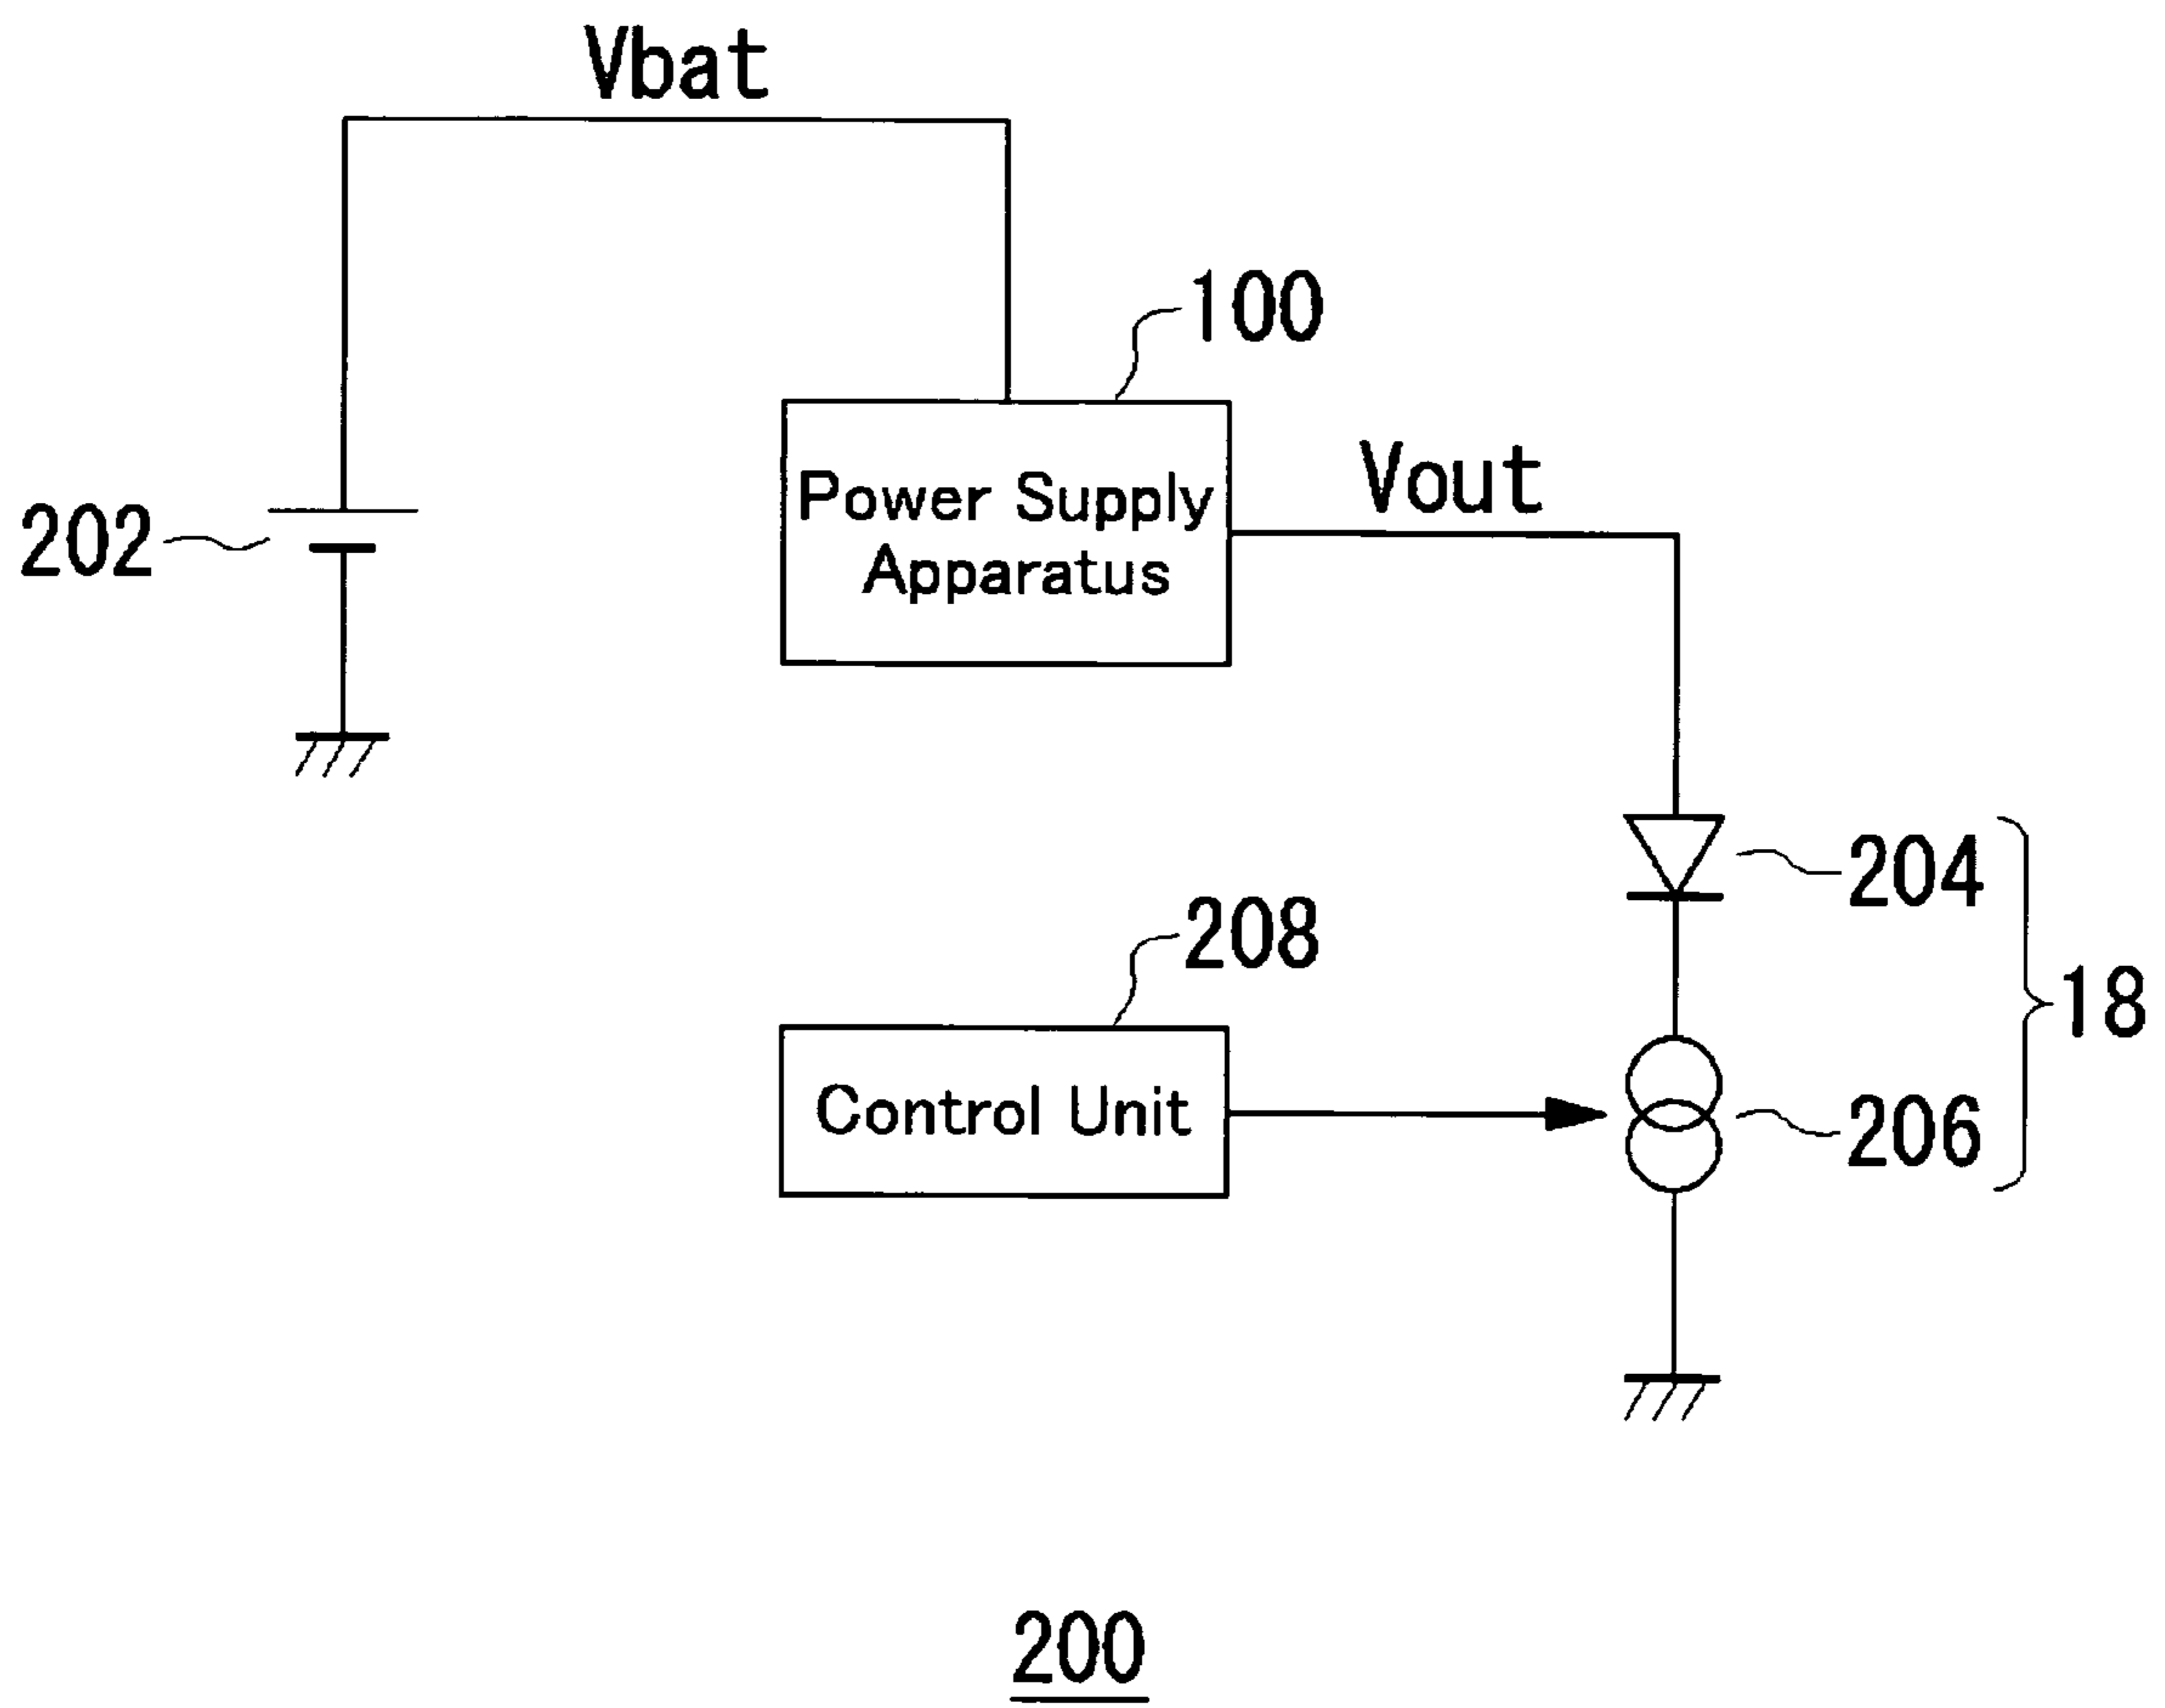 Vbat
100
Power Supply
Apparatus
Vout
202
204
208
18
Control Unit
206
200